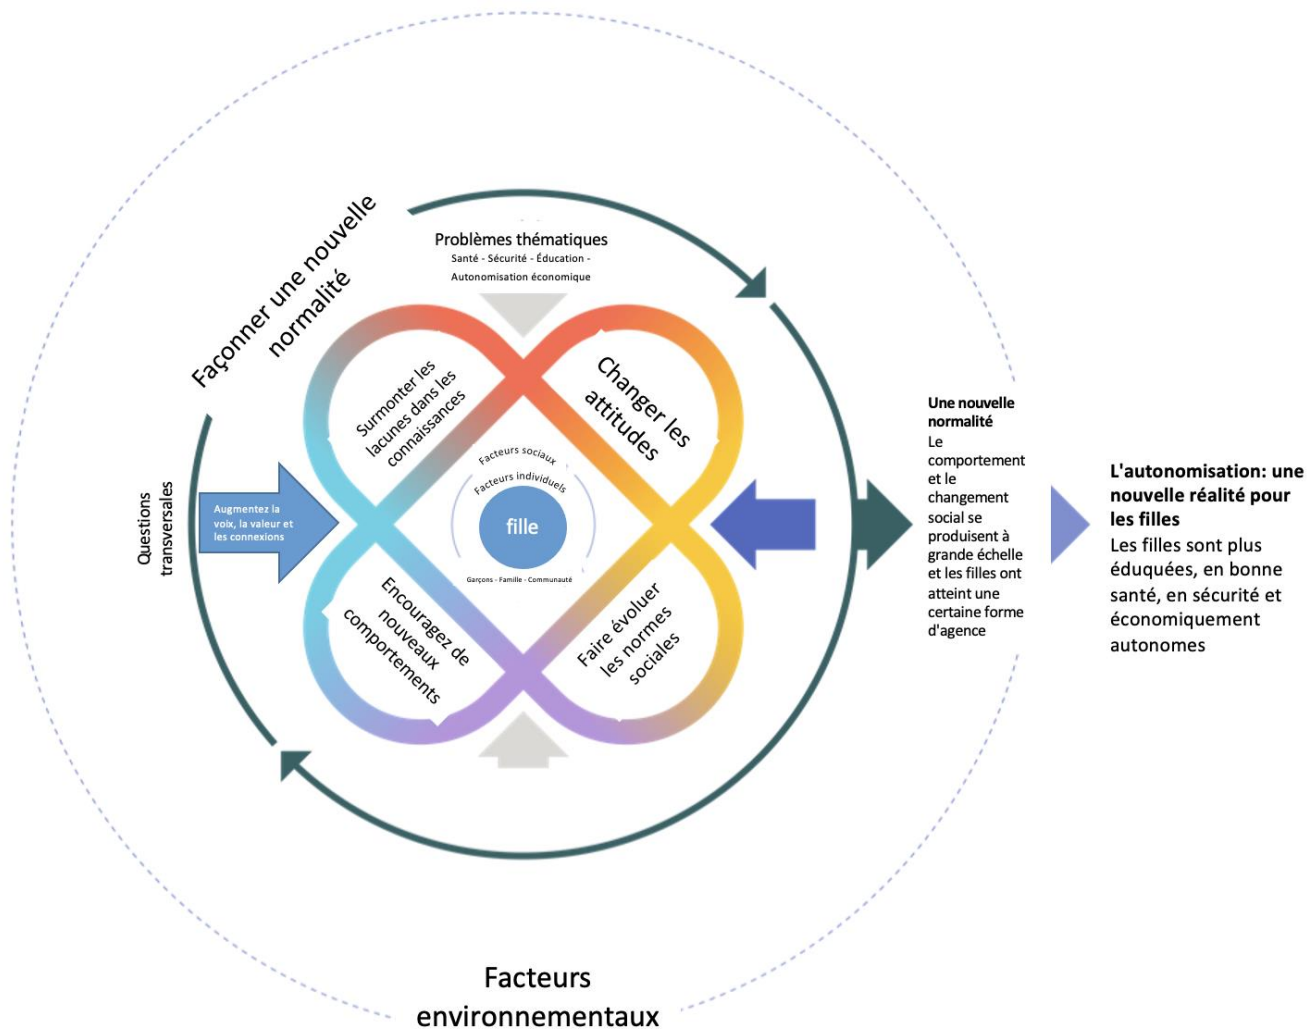 Façonner une nouvelle
normalité
Problèmes thématiques
Santé - Sécurité - Éducation -
Autonomisation économique
Surmonter les
lacunes dans les
connaissances
Changer les
attitudes
Facteurs sociaux
Facteurs individuels
fille
Garçons - Famille - Communauté
Questions
transversales
Augmentez la
voix, la valeur et
les connexions
Encouragez de
nouveaux
comportements
Faire évoluer
les normes
sociales
Une nouvelle
normalité
Le
comportement
et le
changement
social se
produisent à
grande échelle
et les filles ont
atteint une
certaine forme
d'agence
L'autonomisation: une
nouvelle réalité pour
les filles
Les filles sont plus
éduquées, en bonne
santé, en sécurité et
économiquement
autonomes
Facteurs
environnementaux